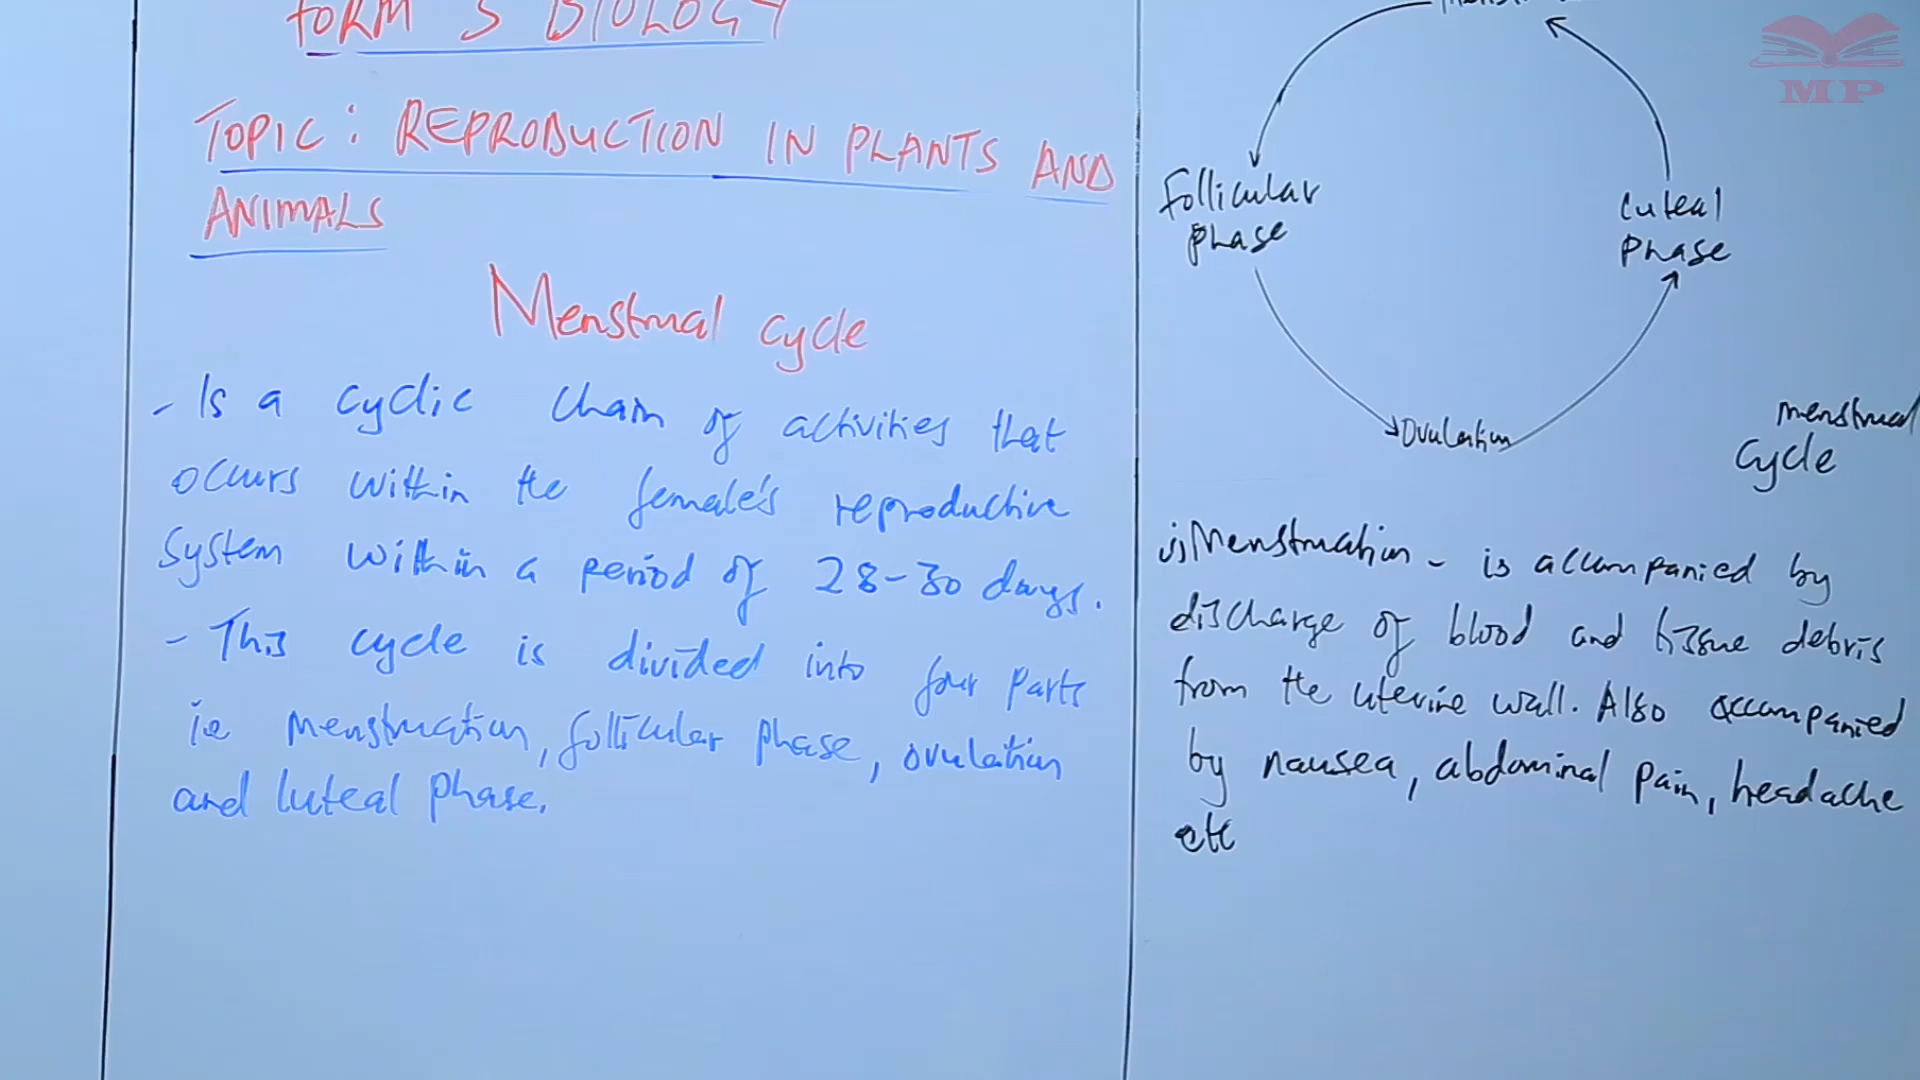 FORM 3 BIOLOGY
TOPIC: REPRODUCTION IN PLANTS AND
ANIMALS
Menstrual cycle
- Is a cyclic chain of activities that
occurs within the female's reproductive
system within a period of 28-30 days.
- This cycle is divided into four parts
i.e menstruation, follicular phase, ovulation
and luteal phase.
Follicular
phase
Luteal
phase
Ovulation
menstrual
cycle
i) Menstruation - is accompanied by
discharge of blood and tissue debris
from the uterine wall. Also accompanied
by nausea, abdominal pain, headache
etc
MP